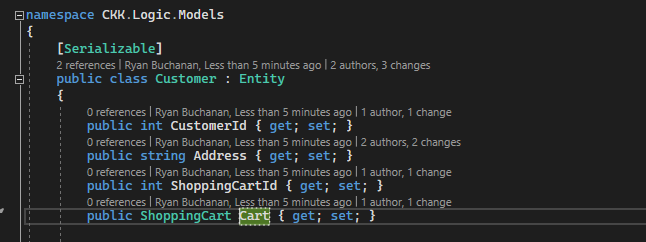 namespace CKK.Logic.Models
{
[Serializable]
2 references | Ryan Buchanan, Less than 5 minutes ago | 2 authors, 3 changes
public class Customer : Entity
{
0 references | Ryan Buchanan, Less than 5 minutes ago | 1 author, 1 change
public int CustomerId { get; set; }
0 references | Ryan Buchanan, Less than 5 minutes ago | 2 authors, 2 changes
public string Address { get; set; }
0 references | Ryan Buchanan, Less than 5 minutes ago | 1 author, 1 change
public int ShoppingCartId { get; set; }
0 references | Ryan Buchanan, Less than 5 minutes ago | 1 author, 1 change
public ShoppingCart Cart { get; set; }